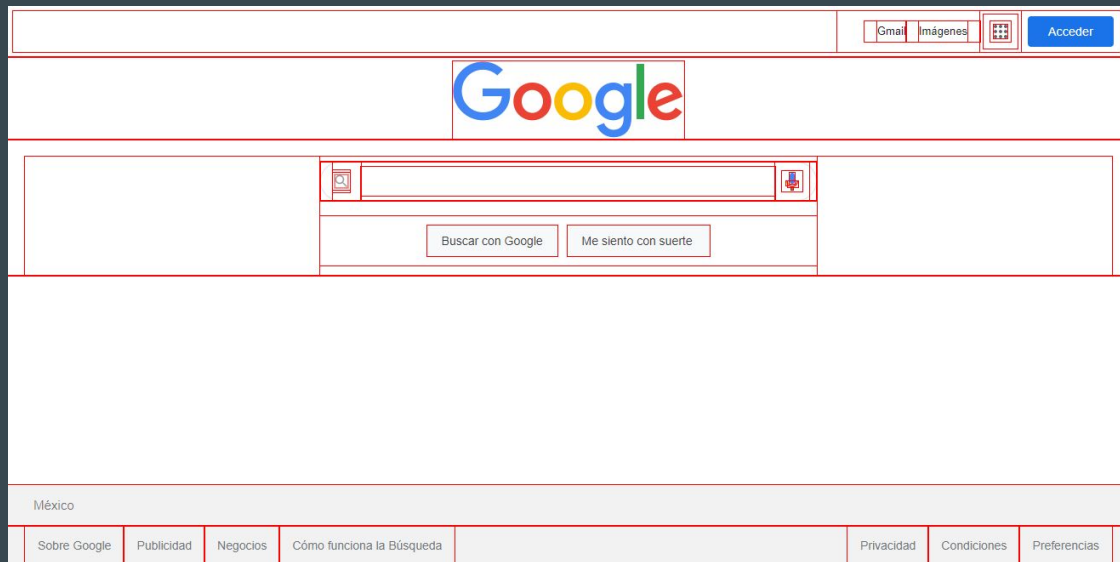 Gmail Imágenes Acceder
Google
Buscar con Google Me siento con suerte
México
Sobre Google Publicidad Negocios Cómo funciona la Búsqueda Privacidad Condiciones Preferencias